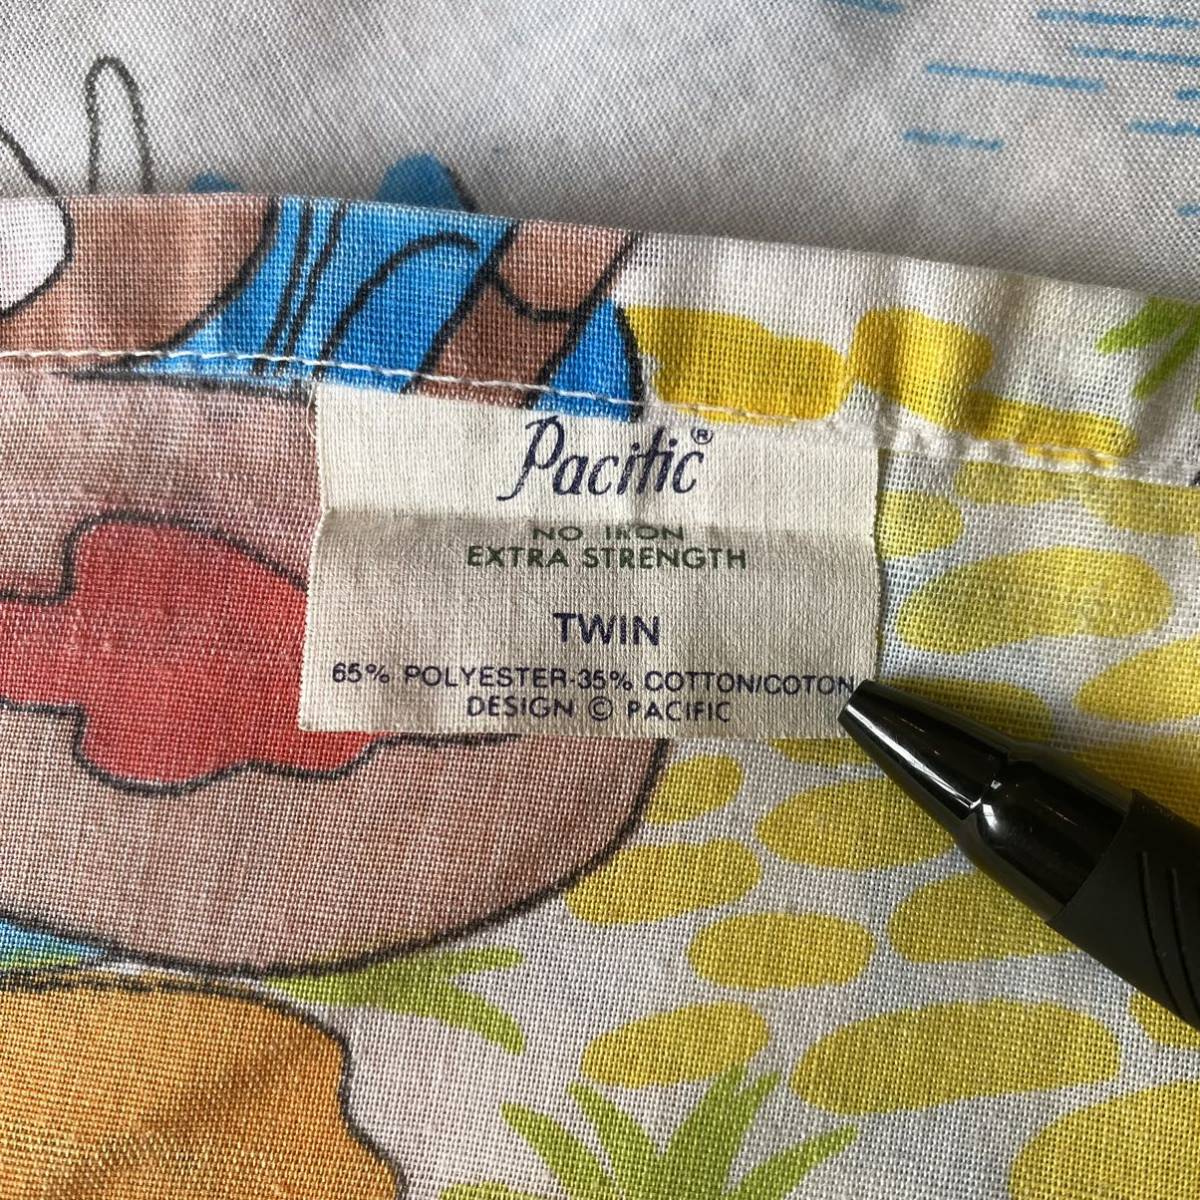 Pacific®
NO IRON
EXTRA STRENGTH
TWIN
65% POLYESTER-35% COTTON/COTON
DESIGN © PACIFIC